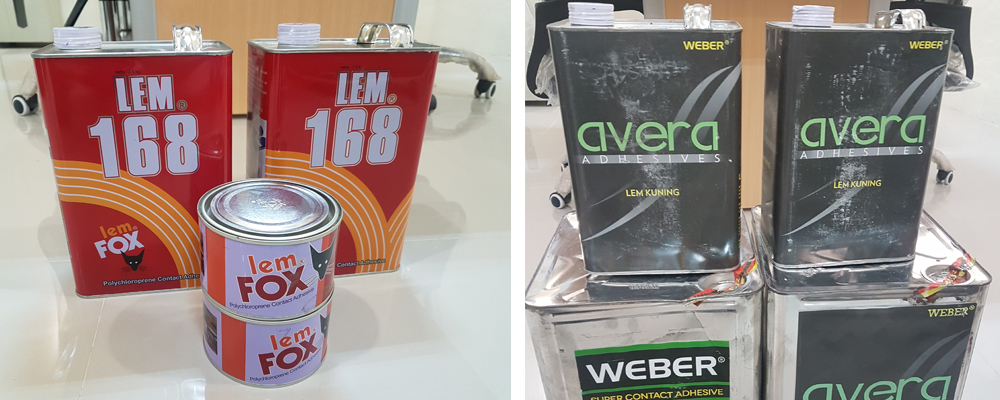 LEM®
168
lem
FOX
Polychloroprene Contact Adhe
LEM®
168
Contact Adhesive
lem
FOX
Polychloroprene Contact Adhesive
lem
FOX
Polychloroprene Contact Adhesive
WEBER®
avera
ADHESIVES
LEM KUNING
WEBER®
avera
ADHESIVES
LEM KUNING
WEBER®
SUPER CONTACT ADHESIVE
WEBER®
avera